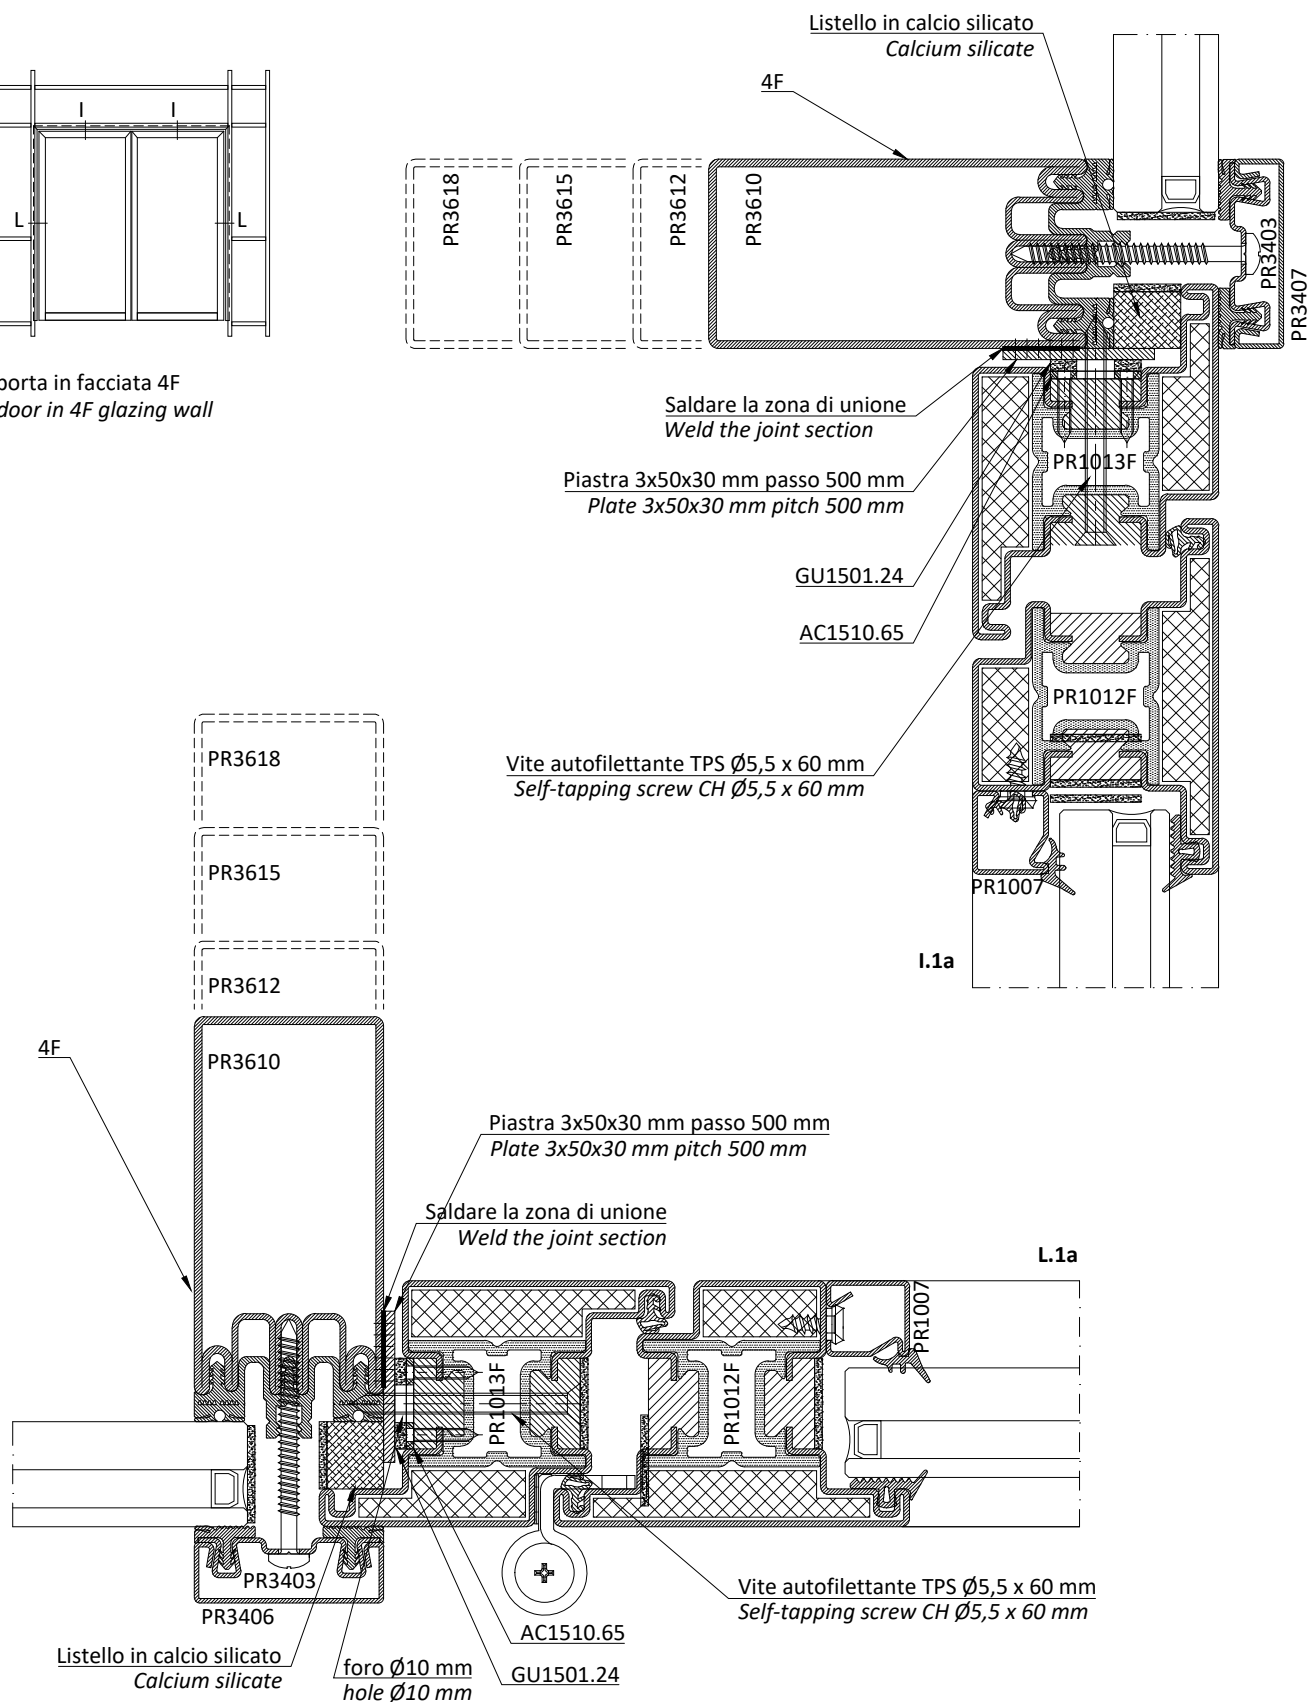 Listello in calcio silicato
Calcium silicate
4F
I I
L L
PR3618
PR3615
PR3612
PR3610
PR3403
PR3407
porta in facciata 4F
door in 4F glazing wall
Saldare la zona di unione
Weld the joint section
Piastra 3x50x30 mm passo 500 mm
Plate 3x50x30 mm pitch 500 mm
PR1013F
GU1501.24
AC1510.65
PR1012F
Vite autofilettante TPS Ø5,5 x 60 mm
Self-tapping screw CH Ø5,5 x 60 mm
PR1007
I.1a
PR3618
PR3615
PR3612
4F
PR3610
Piastra 3x50x30 mm passo 500 mm
Plate 3x50x30 mm pitch 500 mm
Saldare la zona di unione
Weld the joint section
L.1a
PR1007
PR1013F
PR1012F
PR3403
PR3406
Vite autofilettante TPS Ø5,5 x 60 mm
Self-tapping screw CH Ø5,5 x 60 mm
AC1510.65
Listello in calcio silicato
Calcium silicate
foro Ø10 mm
hole Ø10 mm
GU1501.24